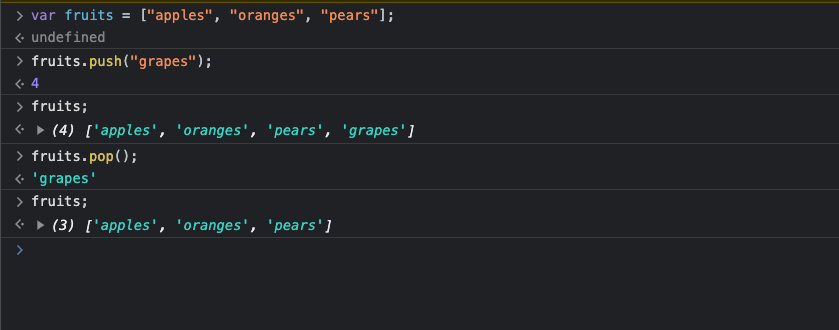 > var fruits = ["apples", "oranges", "pears"];
<· undefined
> fruits.push("grapes");
<· 4
> fruits;
<· ▶ (4) ['apples', 'oranges', 'pears', 'grapes']
> fruits.pop();
<· 'grapes'
> fruits;
<· ▶ (3) ['apples', 'oranges', 'pears']
>